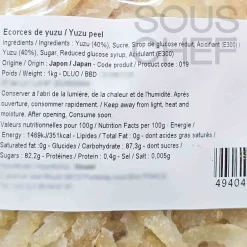 SOUS
CHEF
Ecorces de yuzu / Yuzu peel
Ingrédients / Ingredients : Yuzu (40%), Sucre, Sirop de glucose réduit, Acidifiant (E300) /
Yuzu (40%), Sugar, Reduced glucose syrup, Acidulant (E300)
Origine / Origin : Japon / Japan - Code produit / Product code : 019
Poids / Weight : 1kg - DLUO / BBD
Conserver à l'abri de la lumière, de la chaleur et de l'humidité. Après
ouverture, consommer rapidement. / Keep away from light, heat and
moisture. After opening, consume quickly.
Valeurs nutritionnelles pour 100g / Nutrition Facts per 100g - Energie /
Energy : 1469kJ/351kcal - Lipides / Total Fat : 0g - dont acides gras saturés /
Saturated fat: 0g - Glucides / Carbohydrate : 87,3g - dont sucres /
Sugars : 82.2g - Protéines / Protein : 0,4g - Sel / Salt : 0,005g
49404